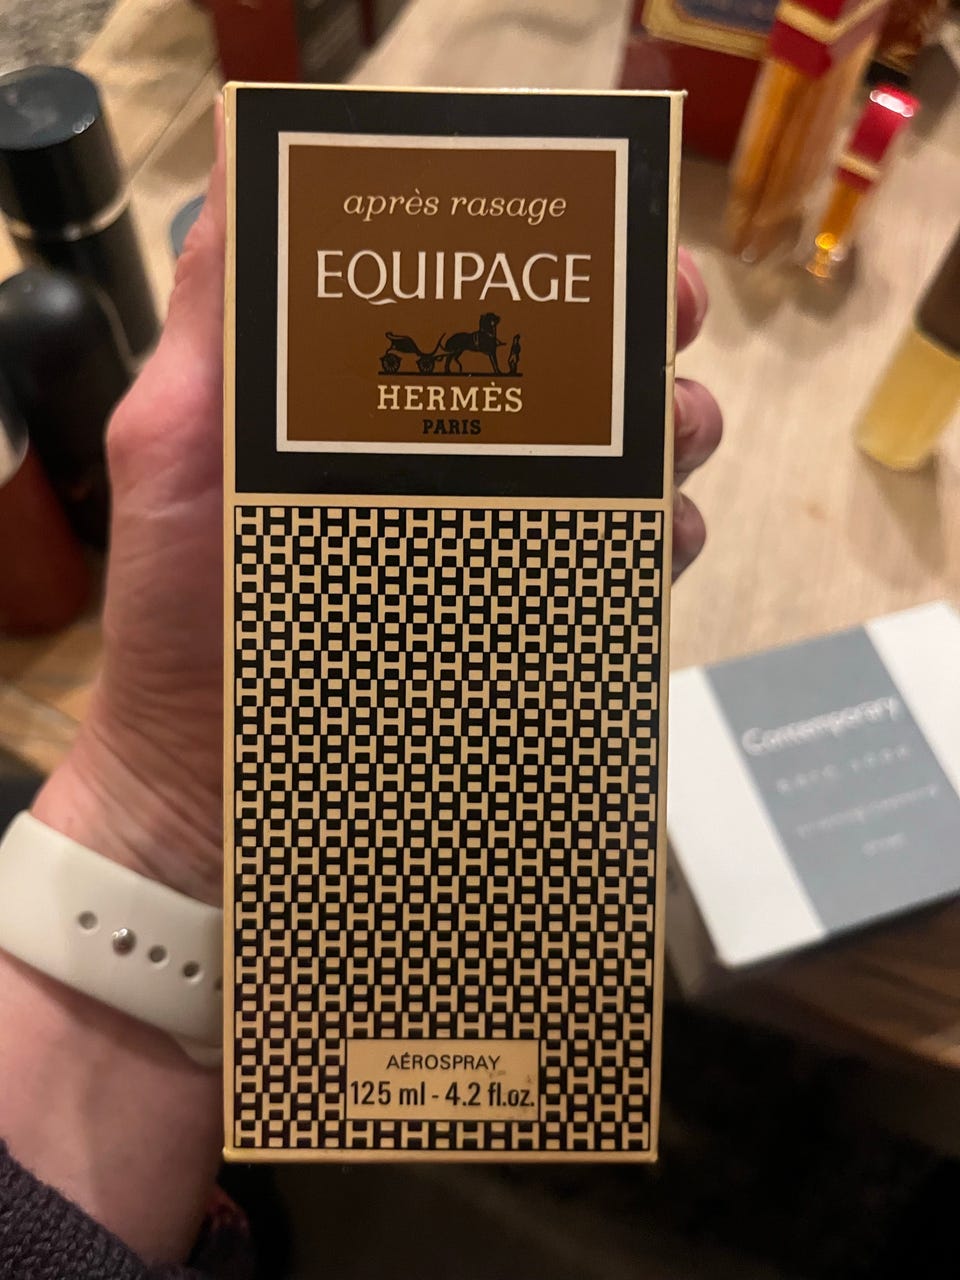 après rasage
EQUIPAGE
HERMÈS
PARIS
AÉROSPRAY
125 ml - 4.2 fl.oz.
Contemporary